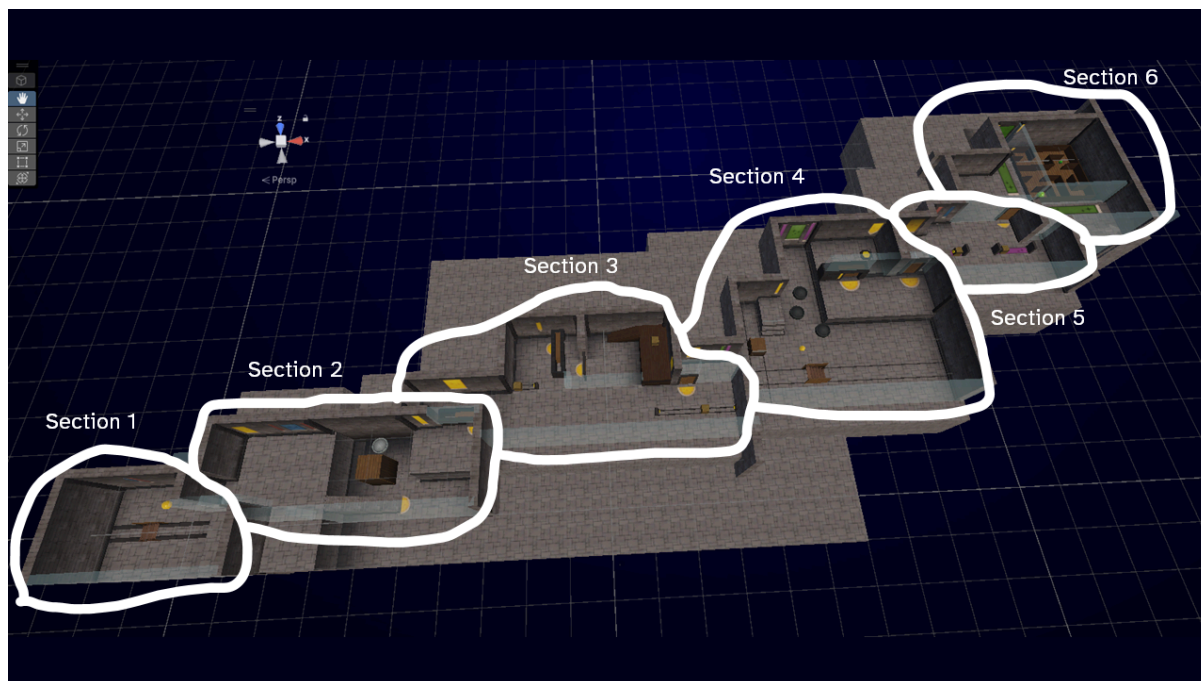 Section 6
Section 4
Section 3
Section 5
Section 2
Section 1
z
x
< Persp